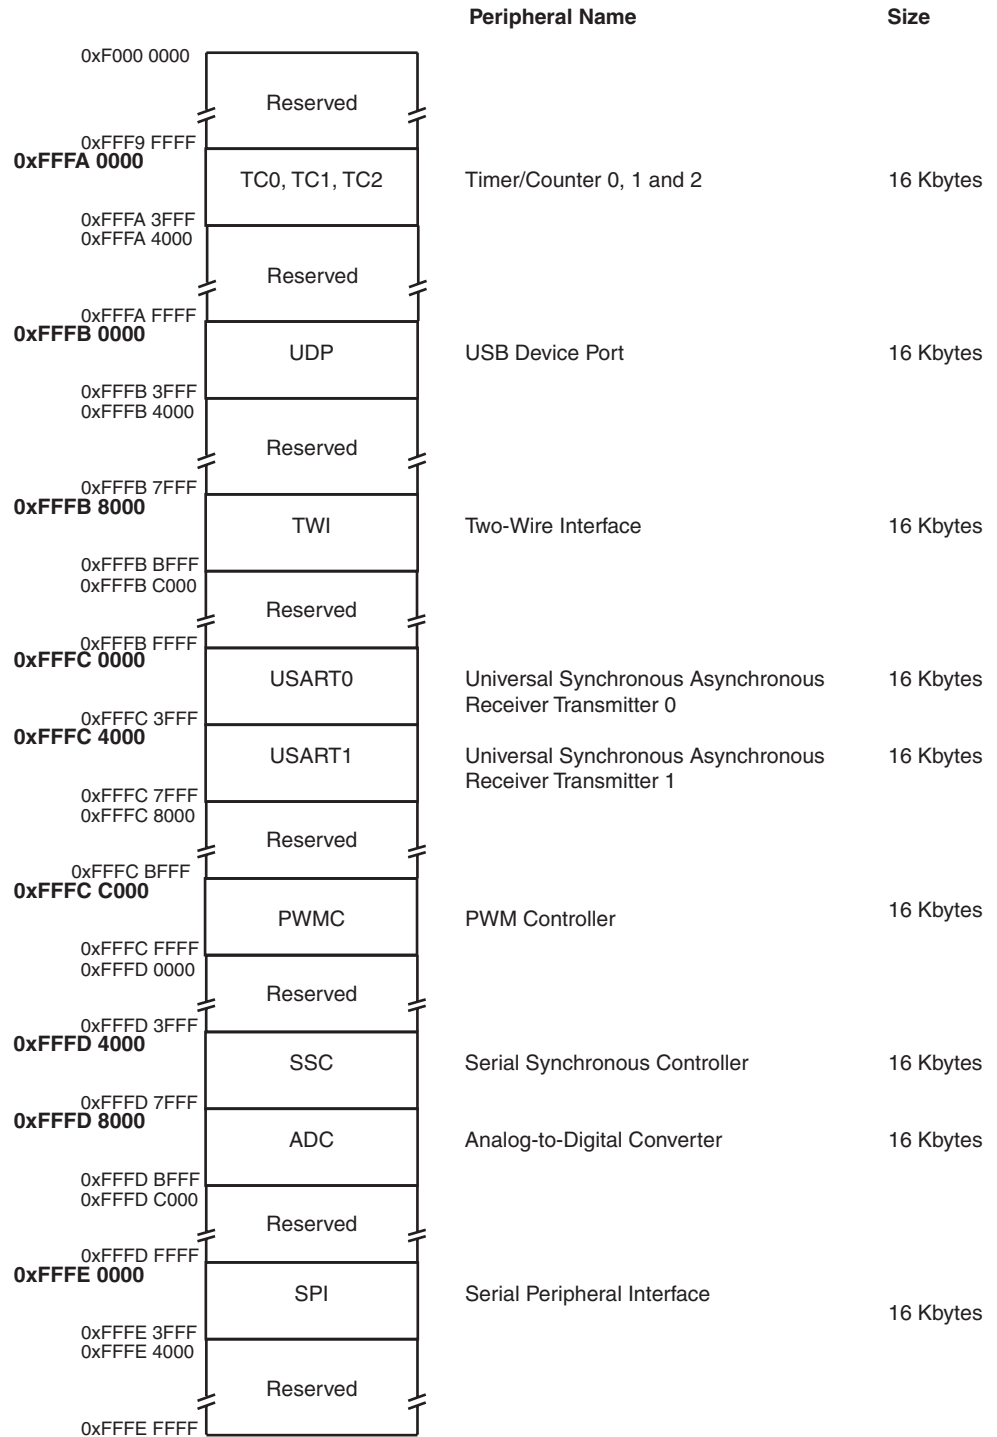 Peripheral Name Size
0xF000 0000
Reserved
0xFFF9 FFFF
0xFFFA 0000
TC0, TC1, TC2 Timer/Counter 0, 1 and 2 16 Kbytes
0xFFFA 3FFF
0xFFFA 4000
Reserved
0xFFFA FFFF
0xFFFB 0000
UDP USB Device Port 16 Kbytes
0xFFFB 3FFF
0xFFFB 4000
Reserved
0xFFFB 7FFF
0xFFFB 8000
TWI Two-Wire Interface 16 Kbytes
0xFFFB BFFF
0xFFFB C000
Reserved
0xFFFB FFFF
0xFFFC 0000
USART0 Universal Synchronous Asynchronous 16 Kbytes
Receiver Transmitter 0
0xFFFC 3FFF
0xFFFC 4000
USART1 Universal Synchronous Asynchronous 16 Kbytes
Receiver Transmitter 1
0xFFFC 7FFF
0xFFFC 8000
Reserved
0xFFFC BFFF
0xFFFC C000
PWMC PWM Controller 16 Kbytes
0xFFFC FFFF
0xFFFD 0000
Reserved
0xFFFD 3FFF
0xFFFD 4000
SSC Serial Synchronous Controller 16 Kbytes
0xFFFD 7FFF
0xFFFD 8000
ADC Analog-to-Digital Converter 16 Kbytes
0xFFFD BFFF
0xFFFD C000
Reserved
0xFFFD FFFF
0xFFFE 0000
SPI Serial Peripheral Interface
16 Kbytes
0xFFFE 3FFF
0xFFFE 4000
Reserved
0xFFFE FFFF